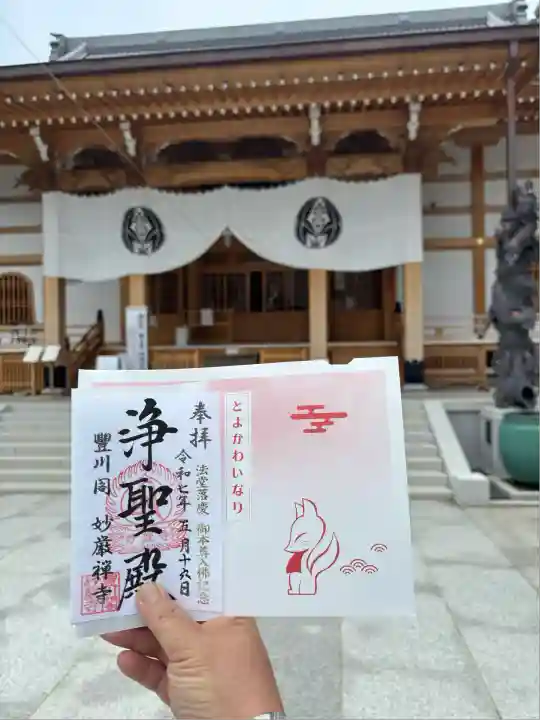 奉拝
法堂落慶 御本尊入佛記念
令和七年 五月十六日
浄聖殿
豐川閣 妙厳禅寺
とよかわいなり